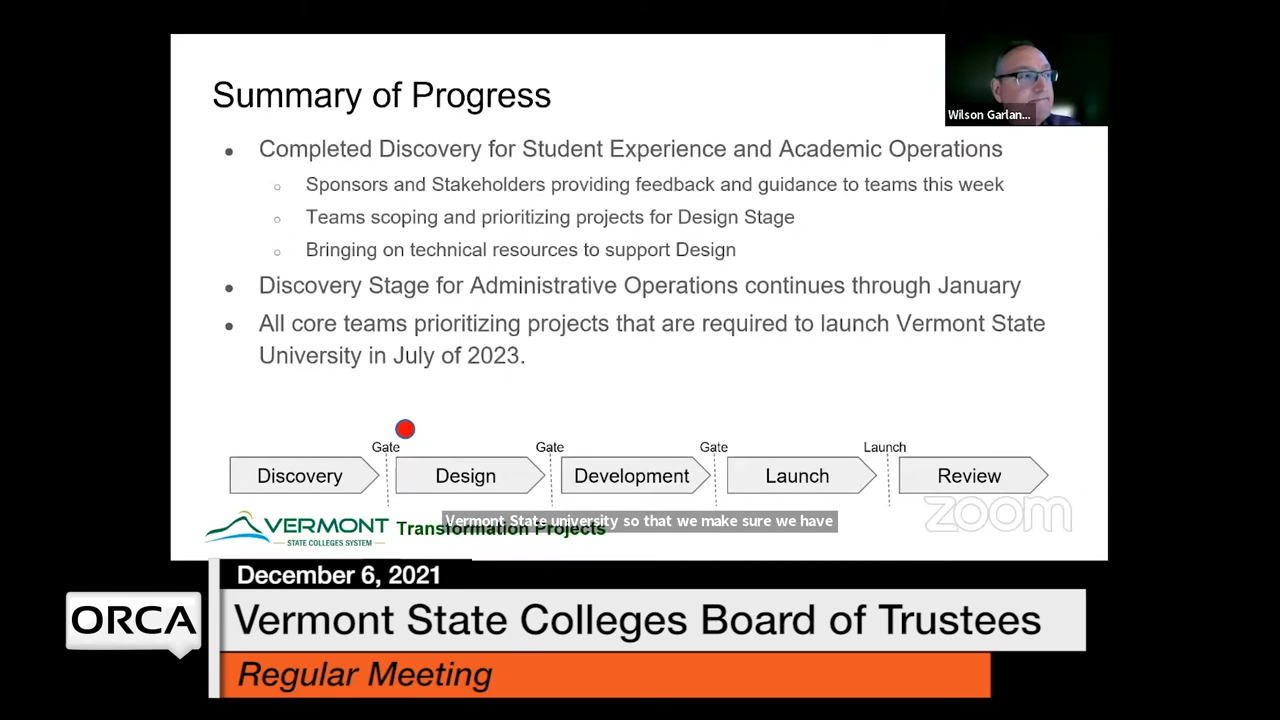 Summary of Progress
Wilson Garlan...
• Completed Discovery for Student Experience and Academic Operations
○ Sponsors and Stakeholders providing feedback and guidance to teams this week
○ Teams scoping and prioritizing projects for Design Stage
○ Bringing on technical resources to support Design
• Discovery Stage for Administrative Operations continues through January
• All core teams prioritizing projects that are required to launch Vermont State
University in July of 2023.
Gate Gate Gate Launch
Discovery Design Development Launch Review
zoom
Vermont State university so that we make sure we have
VERMONT Transformation Projects
STATE COLLEGES SYSTEM
December 6, 2021
ORCA Vermont State Colleges Board of Trustees
Regular Meeting